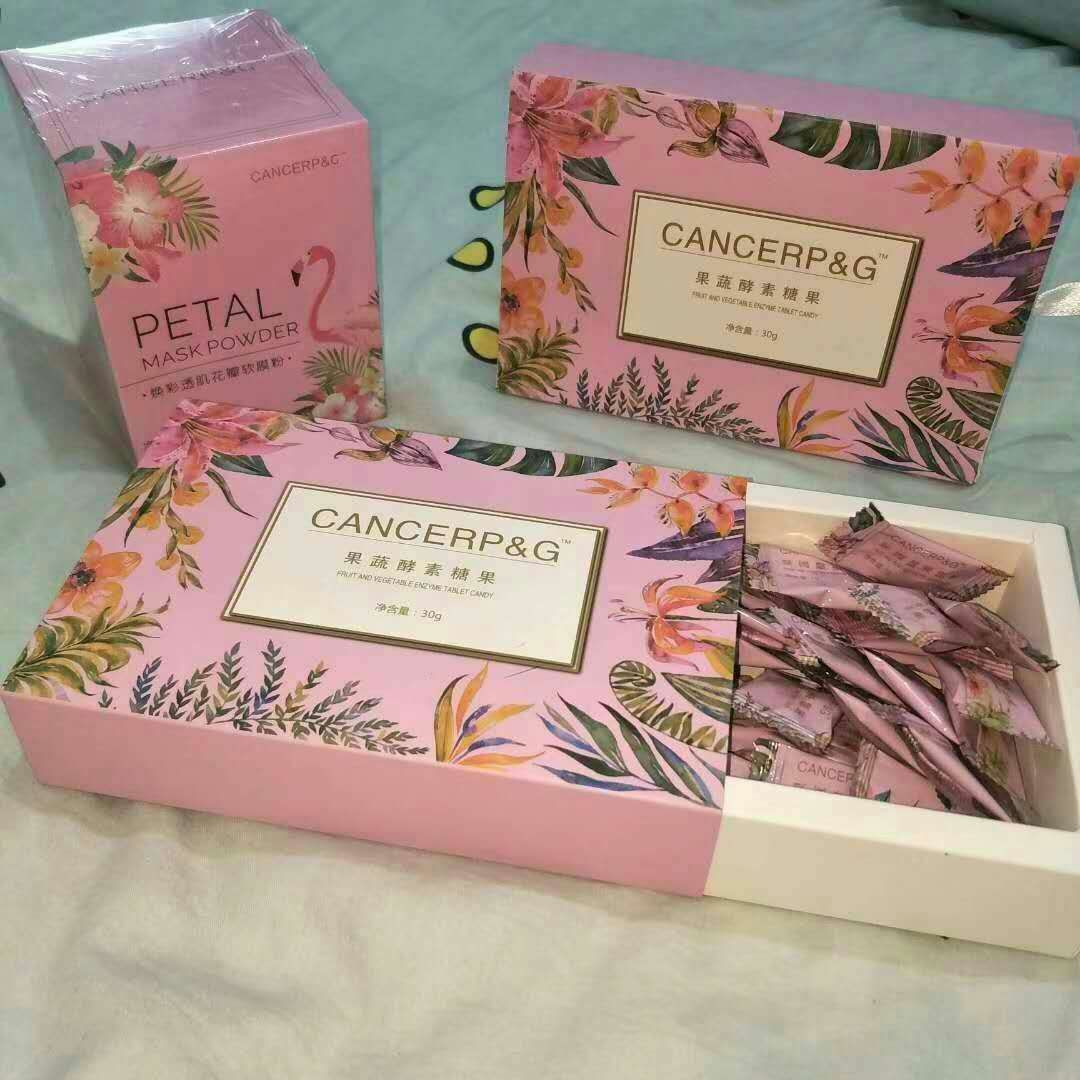 CANCERP&G
CANCERP&G™
PETAL
MASK POWDER
·焕彩透肌花瓣软膜粉·
CANCERP&G™
果蔬酵素糖果
FRUIT AND VEGETABLE ENZYME TABLET CANDY
净含量：30g
CANCERP&G™
果蔬酵素糖果
FRUIT AND VEGETABLE ENZYME TABLET CANDY
净含量：30g
CANCERP